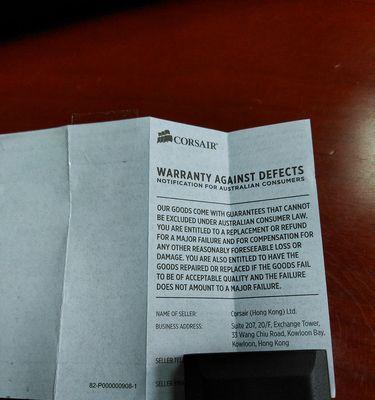 CORSAIR
WARRANTY AGAINST DEFECTS
NOTIFICATION FOR AUSTRALIAN CONSUMERS
OUR GOODS COME WITH GUARANTEES THAT CANNOT
BE EXCLUDED UNDER AUSTRALIAN CONSUMER LAW.
YOU ARE ENTITLED TO A REPLACEMENT OR REFUND
FOR A MAJOR FAILURE AND FOR COMPENSATION FOR
ANY OTHER REASONABLY FORESEEABLE LOSS OR
DAMAGE. YOU ARE ALSO ENTITLED TO HAVE THE
GOODS REPAIRED OR REPLACED IF THE GOODS FAIL
TO BE OF ACCEPTABLE QUALITY AND THE FAILURE
DOES NOT AMOUNT TO A MAJOR FAILURE.
NAME OF SELLER: Corsair (Hong Kong) Ltd.
BUSINESS ADDRESS: Suite 207, 20/F, Exchange Tower,
33 Wang Chiu Road, Kowloon Bay,
Kowloon, Hong Kong
SELLER
SELLER
82-P000000908-1